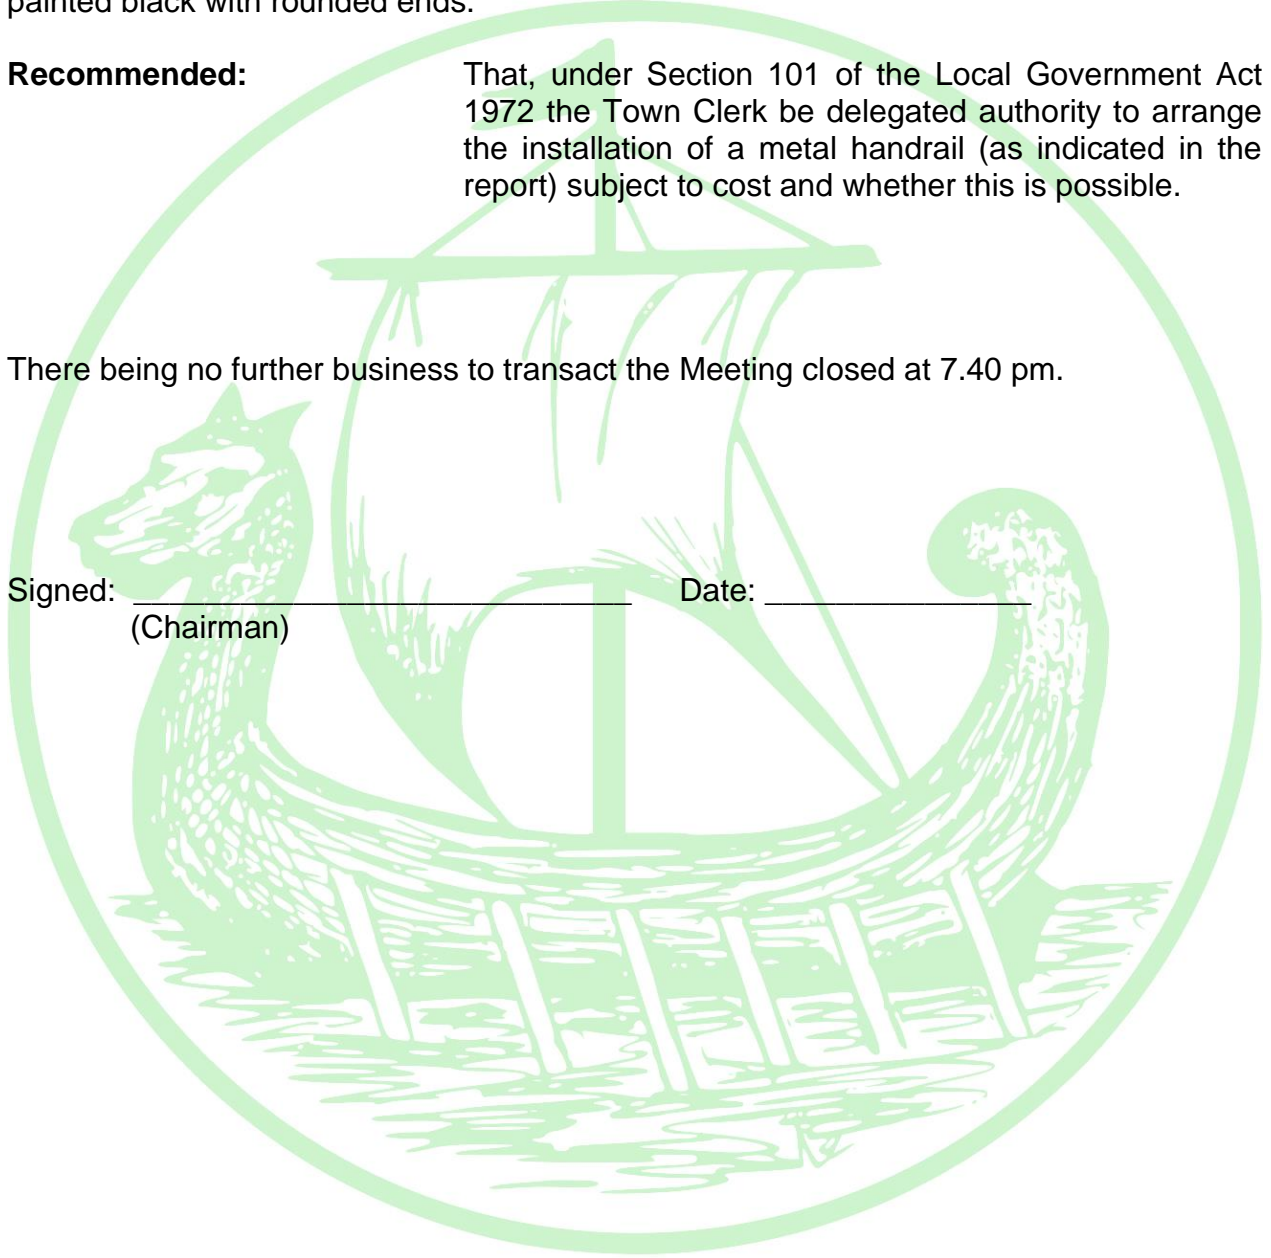 painted black with rounded ends.
Recommended: That, under Section 101 of the Local Government Act
1972 the Town Clerk be delegated authority to arrange
the installation of a metal handrail (as indicated in the
report) subject to cost and whether this is possible.
There being no further business to transact the Meeting closed at 7.40 pm.
Signed: ____________________________ Date: _______________
(Chairman)